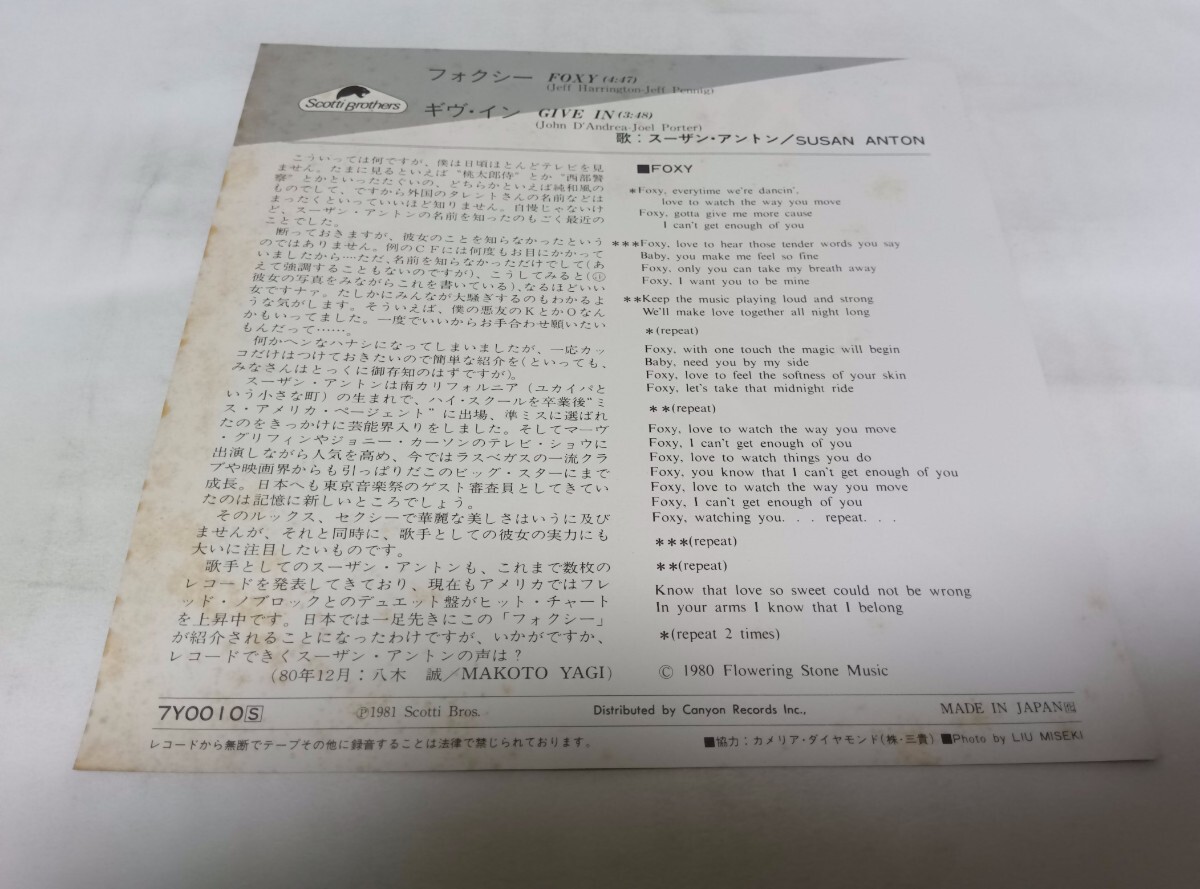 フォクシー FOXY (4:47)
(Jeff Harrington-Jeff Pennig)
Scotti Brothers
ギヴ・イン GIVE IN (3:48)
(John D'Andrea-Joel Porter)
歌：スーザン・アントン／SUSAN ANTON
こういっては何ですか、僕は日頃ほとんどテレビを見
ません。たまに見るといえば"桃太郎侍"とか"西部警
察"とかといったたぐいの、どちらかといえば純和風の
ものでして、ですから外国のタレントさんの名前などは
まったくといっていいほど知りません。自慢じゃないけ
ど、スーザン・アントンの名前を知ったのもごく最近の
ことでした。
断っておきますが、彼女のことを知らなかったという
のではありません。例のCFには何度もお目にかかって
いましたから‥‥ただ、名前を知らなかっただけでして(あ
えて強調することもないのですが)、こうしてみると(㊟
彼女の写真をみながらこれを書いている)、なるほどいい
女ですナァ。たしかにみんなが大騒ぎするのもわかるよ
うな気がします。そういえば、僕の悪友のKとかOなん
かもいってました。一度でいいからお手合わせ願いたい
もんだって……。
何かヘンなハナシになってしまいましたが、一応カッ
コだけはつけておきたいので簡単な紹介を(といっても、
みなさんはとっくに御存知のはずですが)。
スーザン・アントンは南カリフォルニア（ユカイパと
いう小さな町）の生まれで、ハイ・スクールを卒業後"ミ
ス・アメリカ・ページェント"に出場、準ミスに選ばれ
たのをきっかけに芸能界入りをしました。そしてマーヴ
・グリフィンやジョニー・カーソンのテレビ・ショウに
出演しながら人気を高め、今ではラスベガスの一流クラ
ブや映画界からも引っぱりだこのビッグ・スターにまで
成長。日本へも東京音楽祭のゲスト審査員としてきてい
たのは記憶に新しいところでしょう。
そのルックス、セクシーで華麗な美しさはいうに及び
ませんが、それと同時に、歌手としての彼女の実力にも
大いに注目したいものです。
歌手としてのスーザン・アントンも、これまで数枚の
レコードを発表してきており、現在もアメリカではフレ
ッド・ノブロックとのデュエット盤がヒット・チャート
を上昇中です。日本では一足先きにこの「フォクシー」
が紹介されることになったわけですが、いかがですか、
レコードできくスーザン・アントンの声は？
(80年12月：八木 誠／MAKOTO YAGI)
■FOXY
*Foxy, everytime we're dancin',
love to watch the way you move
Foxy, gotta give me more cause
I can't get enough of you
***Foxy, love to hear those tender words you say
Baby, you make me feel so fine
Foxy, only you can take my breath away
Foxy, I want you to be mine
**Keep the music playing loud and strong
We'll make love together all night long
*(repeat)
Foxy, with one touch the magic will begin
Baby, need you by my side
Foxy, love to feel the softness of your skin
Foxy, let's take that midnight ride
**(repeat)
Foxy, love to watch the way you move
Foxy, I can't get enough of you
Foxy, love to watch things you do
Foxy, you know that I can't get enough of you
Foxy, love to watch the way you move
Foxy, I can't get enough of you
Foxy, watching you. . . repeat. . .
***(repeat)
**(repeat)
Know that love so sweet could not be wrong
In your arms I know that I belong
*(repeat 2 times)
© 1980 Flowering Stone Music
7Y0010 S ℗1981 Scotti Bros. Distributed by Canyon Records Inc., MADE IN JAPAN
レコードから無断でテープその他に録音することは法律で禁じられております。
■協力：カメリア・ダイヤモンド(株・三貴) ■Photo by LIU MISEKI